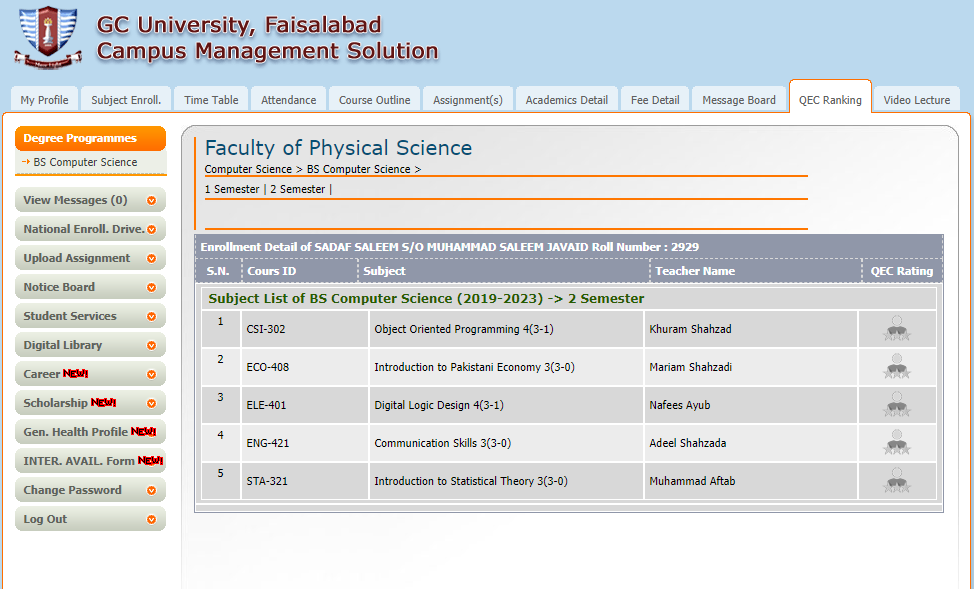 GC University, Faisalabad
Campus Management Solution
My Profile Subject Enroll. Time Table Attendance Course Outline Assignment(s) Academics Detail Fee Detail Message Board QEC Ranking Video Lecture
Degree Programmes
BS Computer Science
View Messages (0)
National Enroll. Drive.
Upload Assignment
Notice Board
Student Services
Digital Library
Career NEW!
Scholarship NEW!
Gen. Health Profile NEW!
INTER. AVAIL. Form NEW!
Change Password
Log Out
Faculty of Physical Science
Computer Science > BS Computer Science >
1 Semester | 2 Semester |
Enrollment Detail of SADAF SALEEM S/O MUHAMMAD SALEEM JAVAID Roll Number : 2929
S.N. Cours ID Subject Teacher Name QEC Rating
Subject List of BS Computer Science (2019-2023) -> 2 Semester
1 CSI-302 Object Oriented Programming 4(3-1) Khuram Shahzad
2 ECO-408 Introduction to Pakistani Economy 3(3-0) Mariam Shahzadi
3 ELE-401 Digital Logic Design 4(3-1) Nafees Ayub
4 ENG-421 Communication Skills 3(3-0) Adeel Shahzada
5 STA-321 Introduction to Statistical Theory 3(3-0) Muhammad Aftab